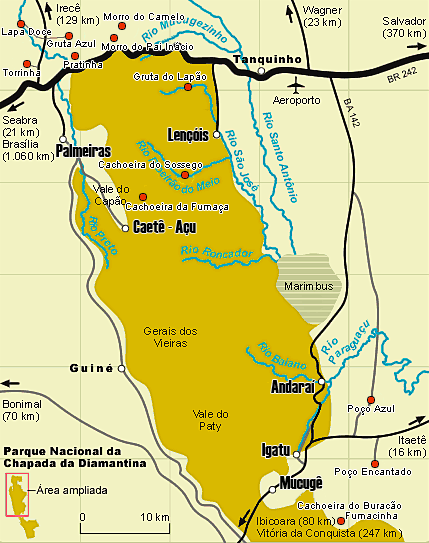 Irecê
(129 km)
Morro do Camelo
Rio Mucugezinho
Wagner
(23 km)
Salvador
(370 km)
Lapa Doce
Gruta Azul
Morro do Pai Inácio
Pratinha
Torrinha
Tanquinho
BR 242
Gruta do Lapão
Aeroporto
BA 142
Seabra
(21 km)
Brasília
(1.060 km)
Lençóis
Rio Santo Antônio
Palmeiras
Rio São José
Cachoeira do Sossego
Rio Ribeirão do Meio
Vale do
Capão
Cachoeira da Fumaça
Caetê - Açu
Rio Preto
Rio Roncador
Marimbus
Gerais dos
Vieiras
Rio Paraguaçu
Rio Baiano
Guiné
Andaraí
Bonimal
(70 km)
Vale do
Paty
Poço Azul
Itaetê
(16 km)
Igatu
Poço Encantado
Parque Nacional da
Chapada da Diamantina
Mucugê
Área ampliada
Cachoeira do Buracão
Fumacinha
0
10 km
Ibicoara (80 km)
Vitória da Conquista (247 km)